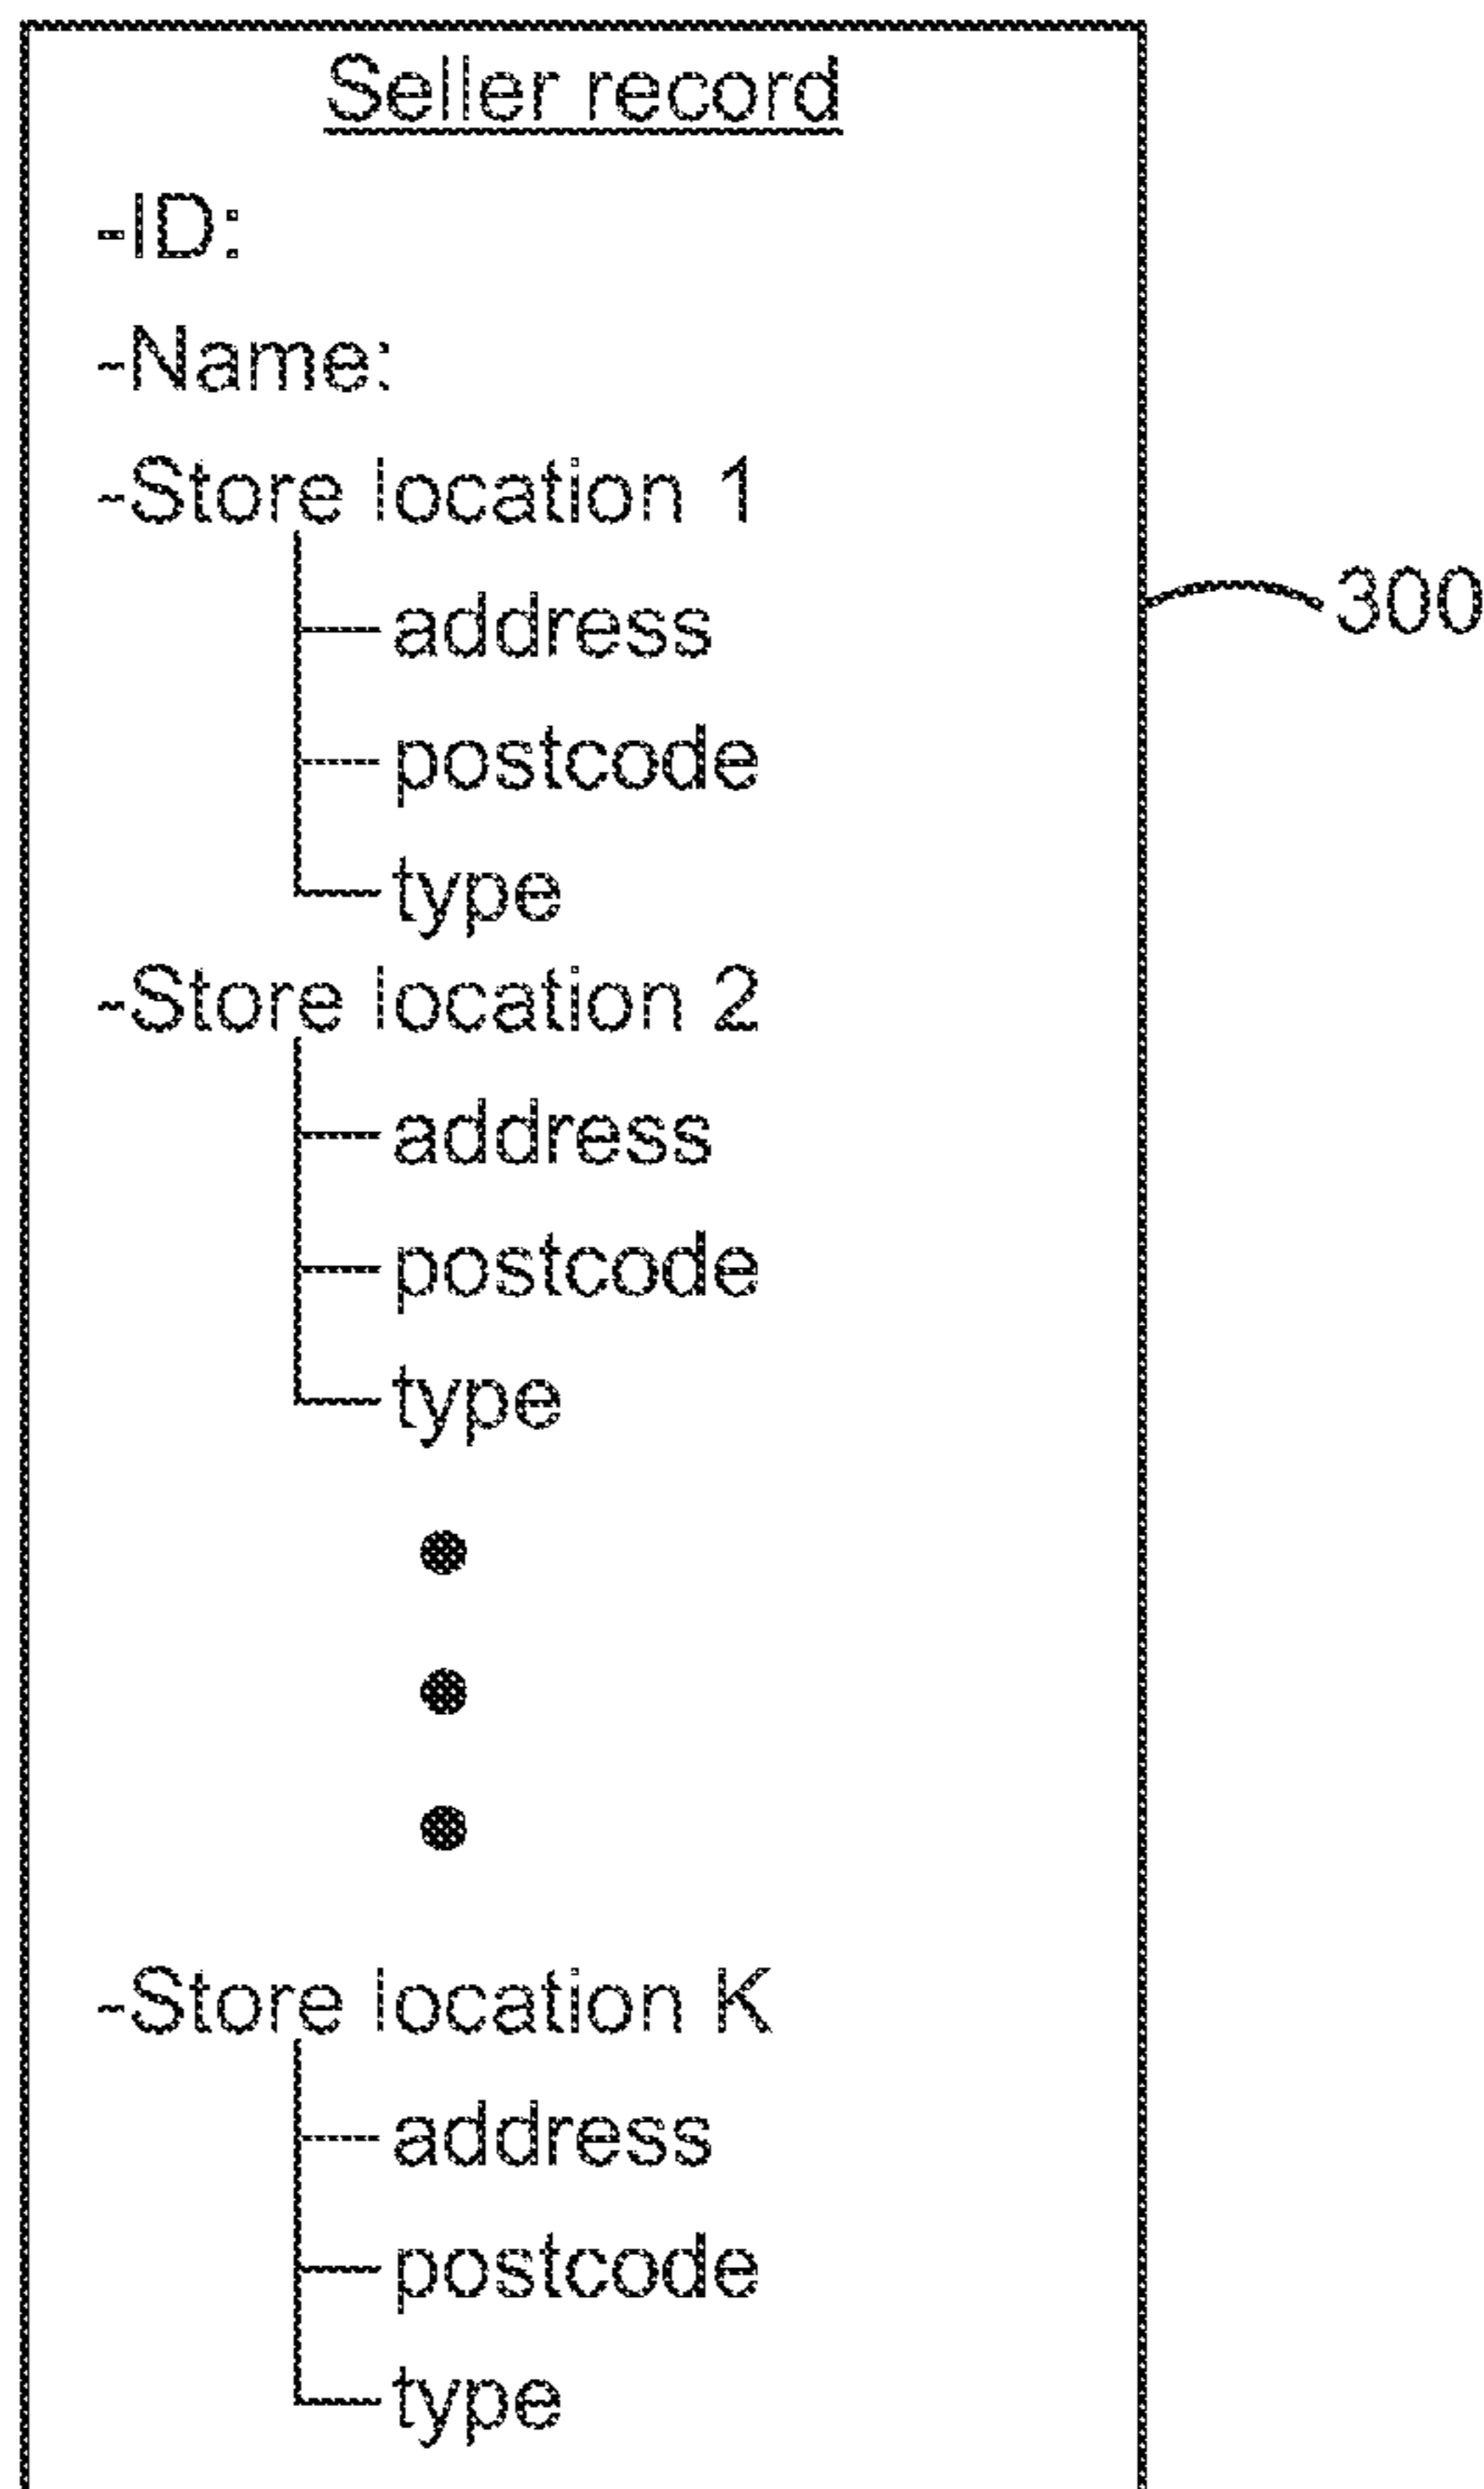 Seller record
-ID:
-Name:
-Store location 1
address
300
postcode
type
-Store location 2
address
postcode
type
-Store location K
address
postcode
type